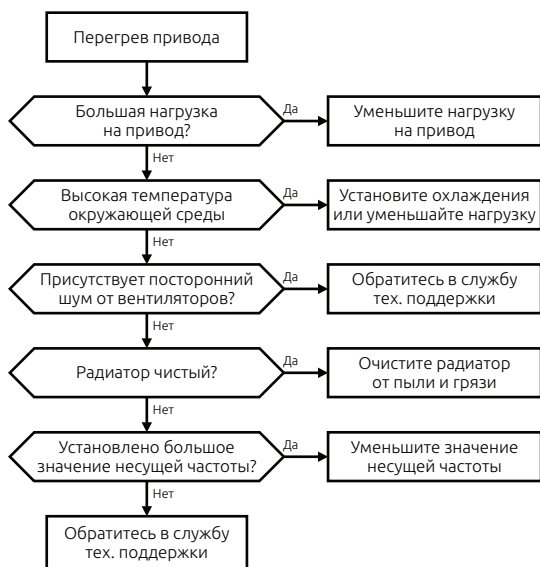 Перегрев привода
Большая нагрузка
на привод?
Да
Уменьшите нагрузку
на привод
Нет
Высокая температура
окружающей среды
Да
Установите охлаждения
или уменьшайте нагрузку
Нет
Присутствует посторонний
шум от вентиляторов?
Да
Обратитесь в службу
тех. поддержки
Нет
Радиатор чистый?
Да
Очистите радиатор
от пыли и грязи
Нет
Установлено большое
значение несущей частоты?
Да
Уменьшите значение
несущей частоты
Нет
Обратитесь в службу
тех. поддержки